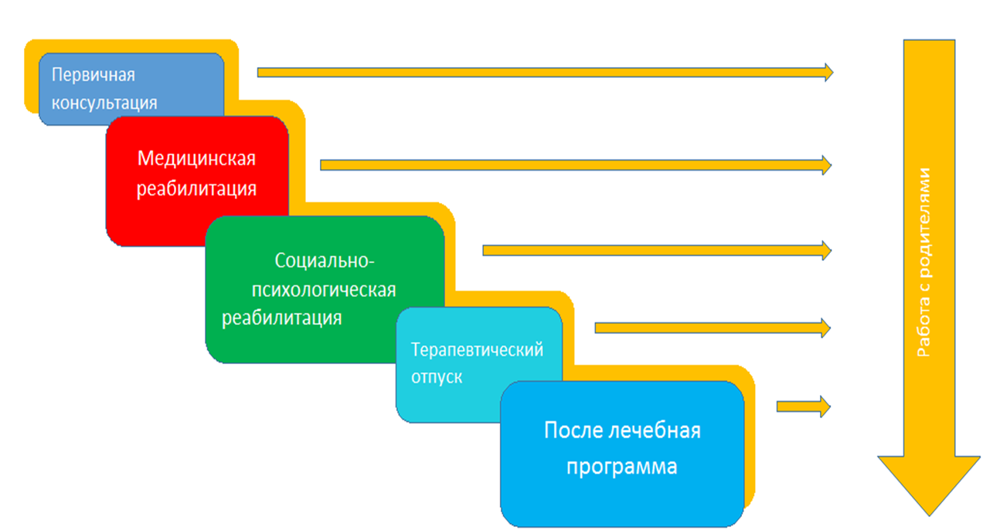 Первичная
консультация
Медицинская
реабилитация
Социально-
психологическая
реабилитация
Терапевтический
отпуск
После лечебная
программа
Работа с родителями